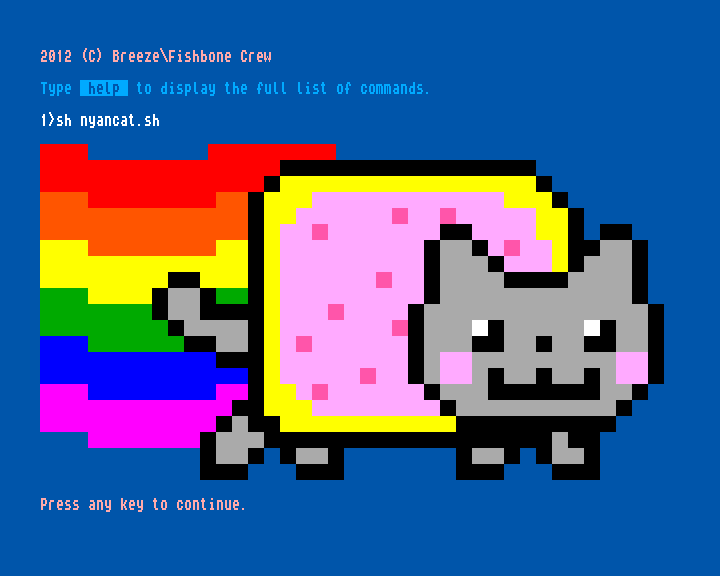 2012 (C) Breeze\Fishbone Crew
Type help to display the full list of commands.
1>sh nyancat.sh
Press any key to continue.